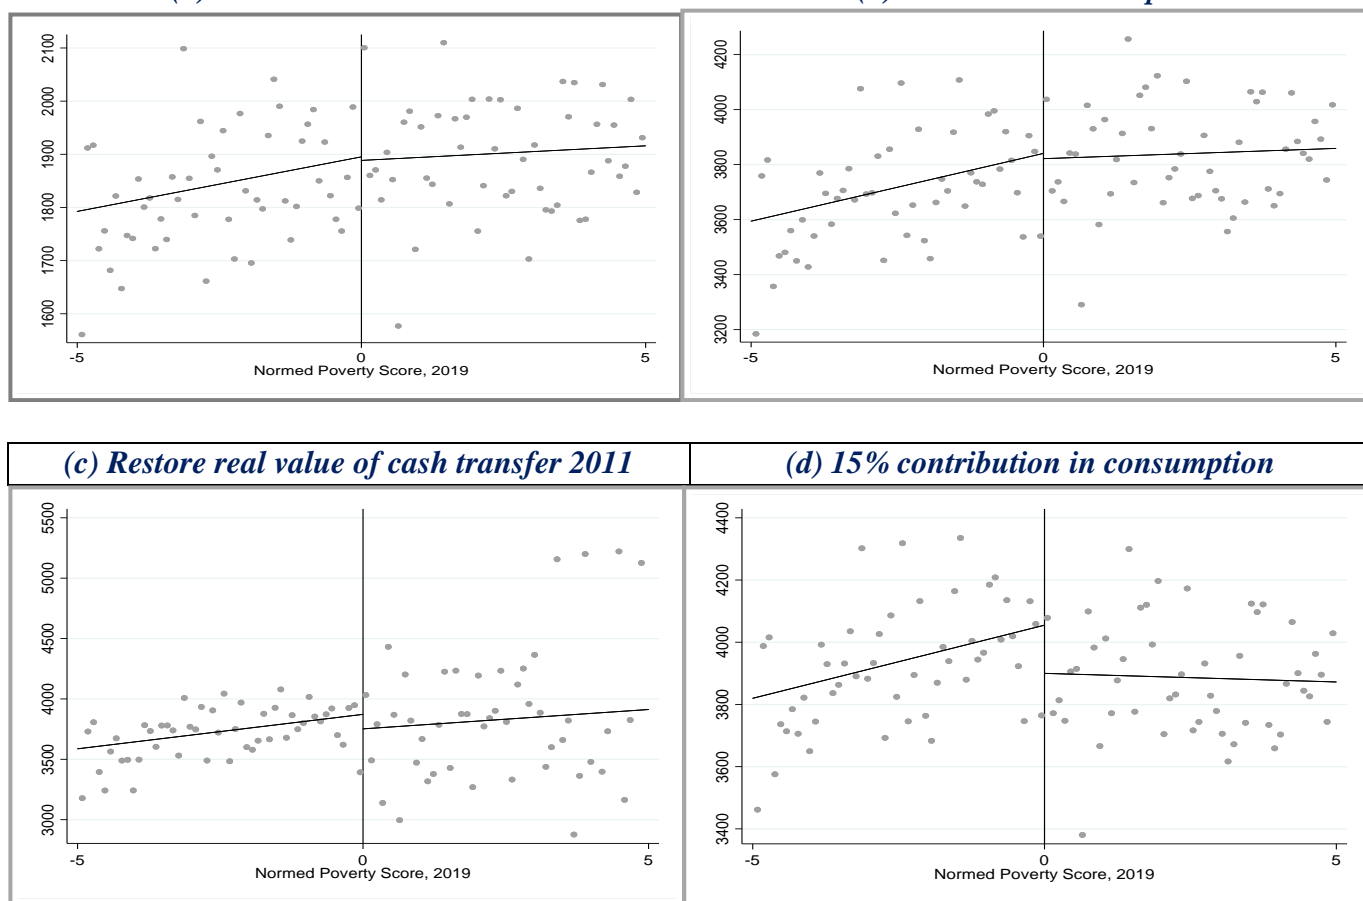 2100
2000
1900
1800
1700
1600
-5 0 5
Normed Poverty Score, 2019
4200
4000
3800
3600
3400
3200
-5 0 5
Normed Poverty Score, 2019
(c) Restore real value of cash transfer 2011
(d) 15% contribution in consumption
5500
5000
4500
4000
3500
3000
-5 0 5
Normed Poverty Score, 2019
4400
4200
4000
3800
3600
3400
-5 0 5
Normed Poverty Score, 2019